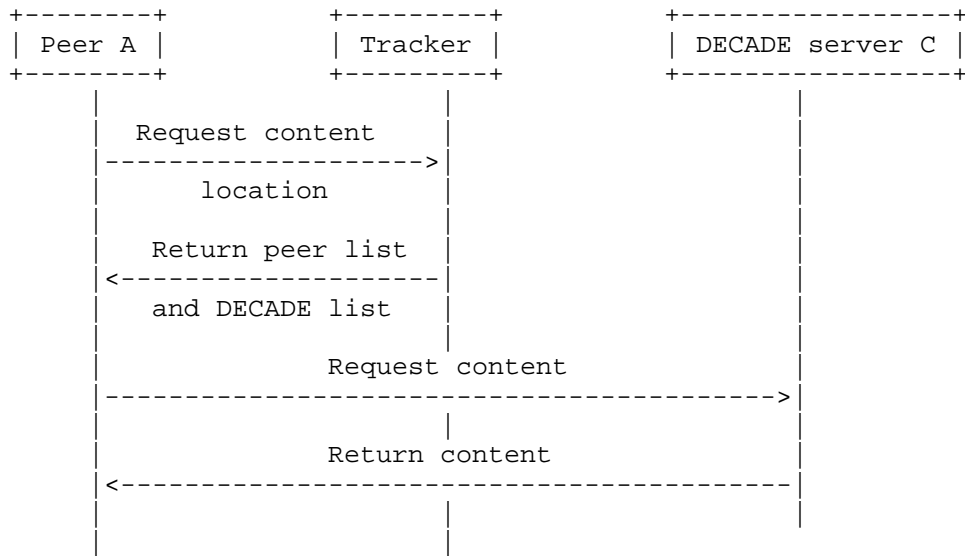 Peer A Tracker DECADE server C
Request content
location
Return peer list
and DECADE list
Request content
Return content